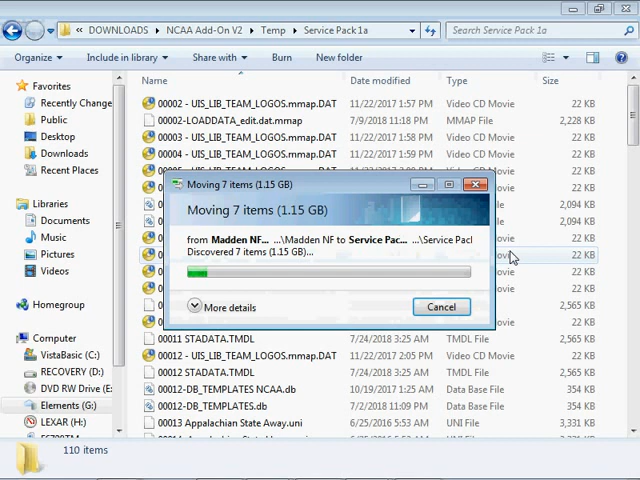 « DOWNLOADS ▸ NCAA Add-On V2 ▸ Temp ▸ Service Pack 1a
Search Service Pack 1a
Organize Include in library Share with Burn New folder
Name Date modified Type Size
Favorites
Recently Change
Public
Desktop
Downloads
Recent Places
Libraries
Documents
Music
Pictures
Videos
Homegroup
Computer
VistaBasic (C:)
RECOVERY (D:)
DVD RW Drive (E:
Elements (G:)
LEXAR (H:)
00002 - UIS_LIB_TEAM_LOGOS.mmap.DAT 11/22/2017 1:57 PM Video CD Movie 22 KB
00002-LOADDATA_edit.dat.mmap 7/9/2018 11:18 PM MMAP File 2,228 KB
00003 - UIS_LIB_TEAM_LOGOS.mmap.DAT 11/22/2017 1:58 PM Video CD Movie 22 KB
00004 - UIS_LIB_TEAM_LOGOS.mmap.DAT 11/22/2017 1:59 PM Video CD Movie 22 KB
22 KB
22 KB
2,094 KB
2,094 KB
22 KB
22 KB
22 KB
2,565 KB
22 KB
Moving 7 items (1.15 GB)
Moving 7 items (1.15 GB)
from Madden NF... ...\Madden NF to Service Pac... ...\Service Pacl
Discovered 7 items (1.15 GB)...
More details
Cancel
00011 STADATA.TMDL 7/24/2018 3:25 AM TMDL File 2,565 KB
00012 - UIS_LIB_TEAM_LOGOS.mmap.DAT 11/22/2017 2:05 PM Video CD Movie 22 KB
00012 STADATA.TMDL 7/24/2018 3:25 AM TMDL File 2,565 KB
00012-DB_TEMPLATES NCAA.db 10/19/2017 1:25 AM Data Base File 354 KB
00012-DB_TEMPLATES.db 7/2/2018 11:09 PM Data Base File 354 KB
00013 Appalachian State Away.uni 6/25/2016 5:53 AM UNI File 3,331 KB
110 items